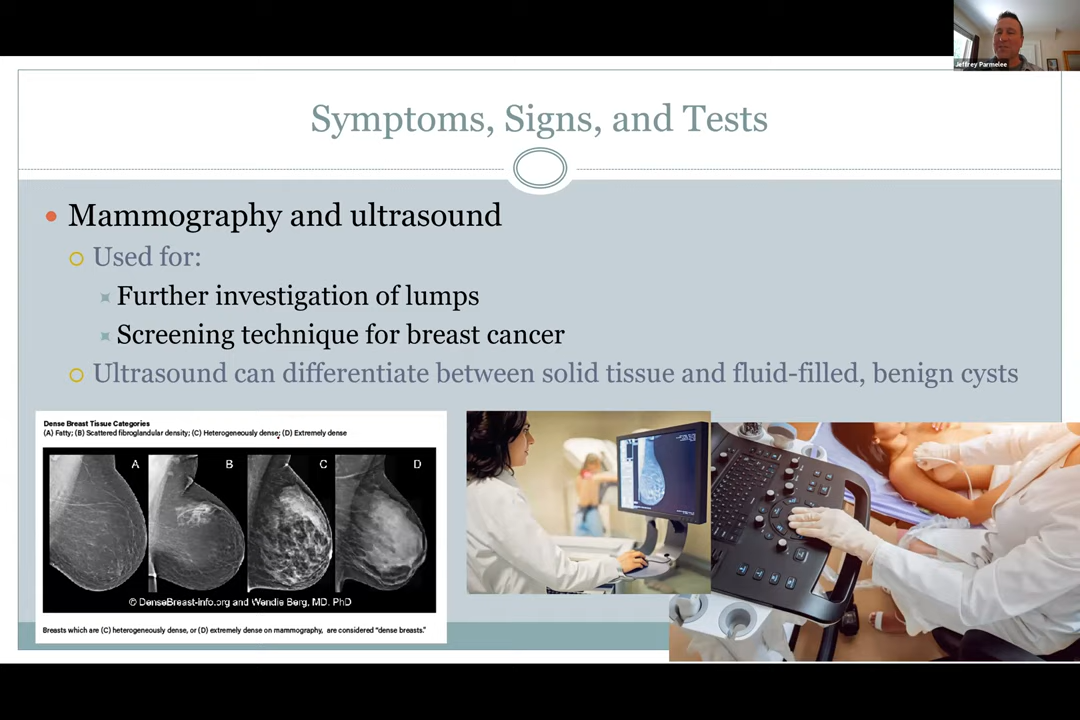 Jeffrey Parmelee
Symptoms, Signs, and Tests
Mammography and ultrasound
Used for:
Further investigation of lumps
Screening technique for breast cancer
Ultrasound can differentiate between solid tissue and fluid-filled, benign cysts
Dense Breast Tissue Categories
(A) Fatty; (B) Scattered fibroglandular density; (C) Heterogeneously dense; (D) Extremely dense
A B C D
© DenseBreast-info.org and Wendie Berg, MD. PhD
Breasts which are (C) heterogeneously dense, or (D) extremely dense on mammography, are considered "dense breasts."